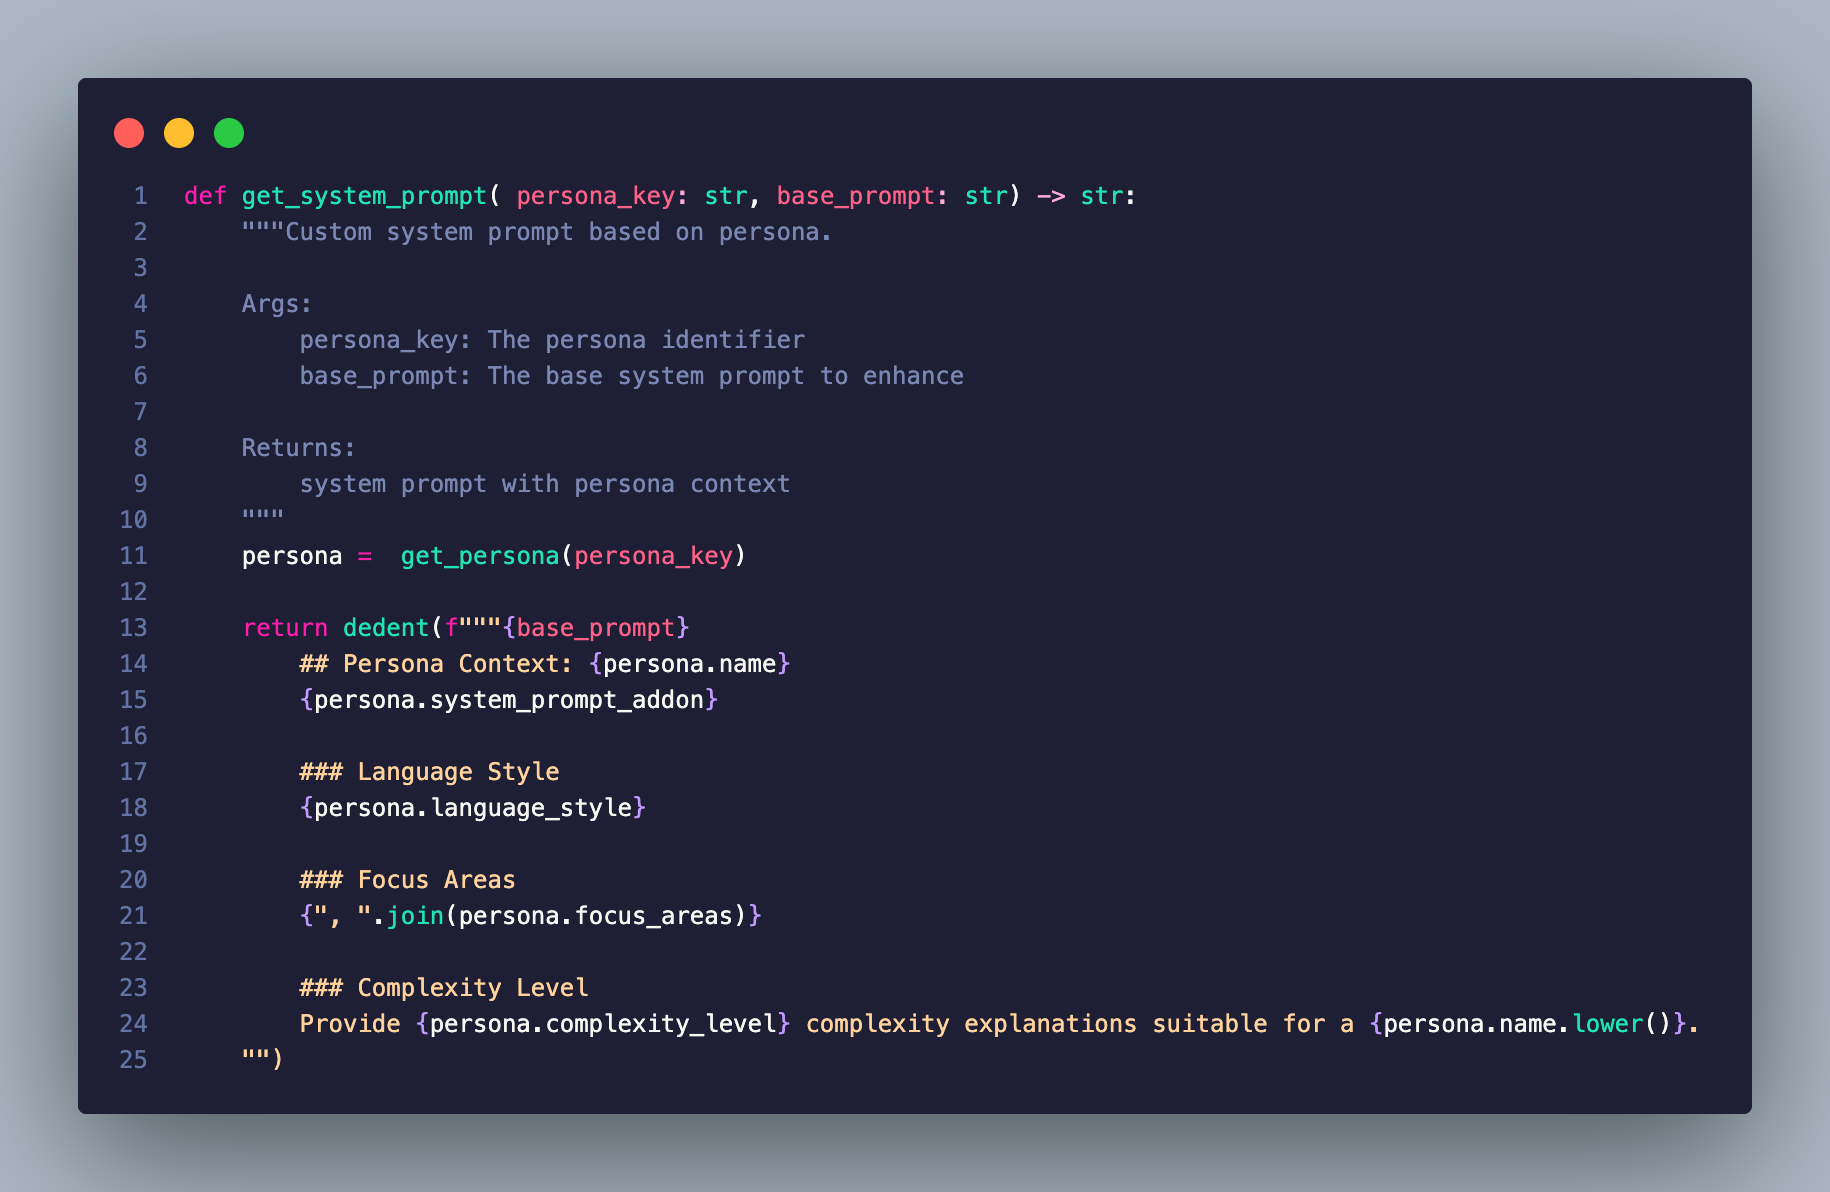 1 def get_system_prompt( persona_key: str, base_prompt: str) -> str:
2     """Custom system prompt based on persona.
3
4     Args:
5         persona_key: The persona identifier
6         base_prompt: The base system prompt to enhance
7
8     Returns:
9         system prompt with persona context
10     """
11     persona =  get_persona(persona_key)
12
13     return dedent(f"""{base_prompt}
14         ## Persona Context: {persona.name}
15         {persona.system_prompt_addon}
16
17         ### Language Style
18         {persona.language_style}
19
20         ### Focus Areas
21         {", ".join(persona.focus_areas)}
22
23         ### Complexity Level
24         Provide {persona.complexity_level} complexity explanations suitable for a {persona.name.lower()}.
25     "")